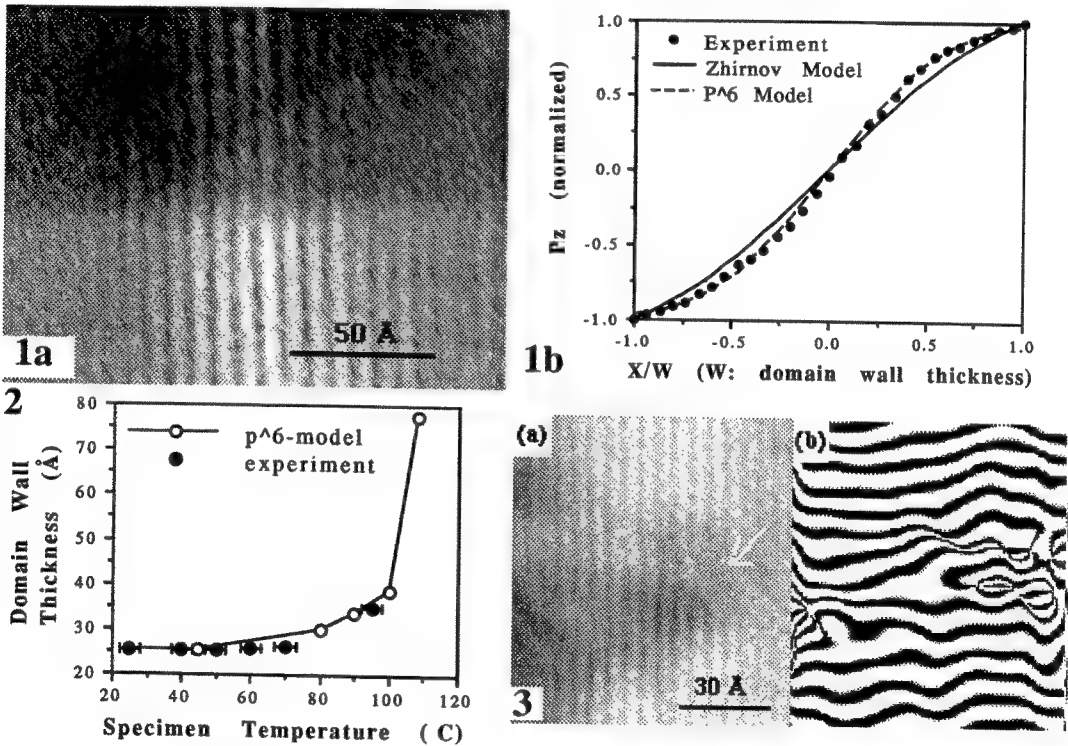 1a
50 Å
1b
Pz (normalized)
1.0
0.5
0.0
-0.5
-1.0
Experiment
Zhirnov Model
P^6 Model
-1.0 -0.5 0.0 0.5 1.0
X/W (W: domain wall thickness)
2
Domain Wall
Thickness (Å)
80
70
60
50
40
30
20
p^6-model
experiment
20 40 60 80 100 120
Specimen Temperature (C)
3
(a)
30 Å
(b)